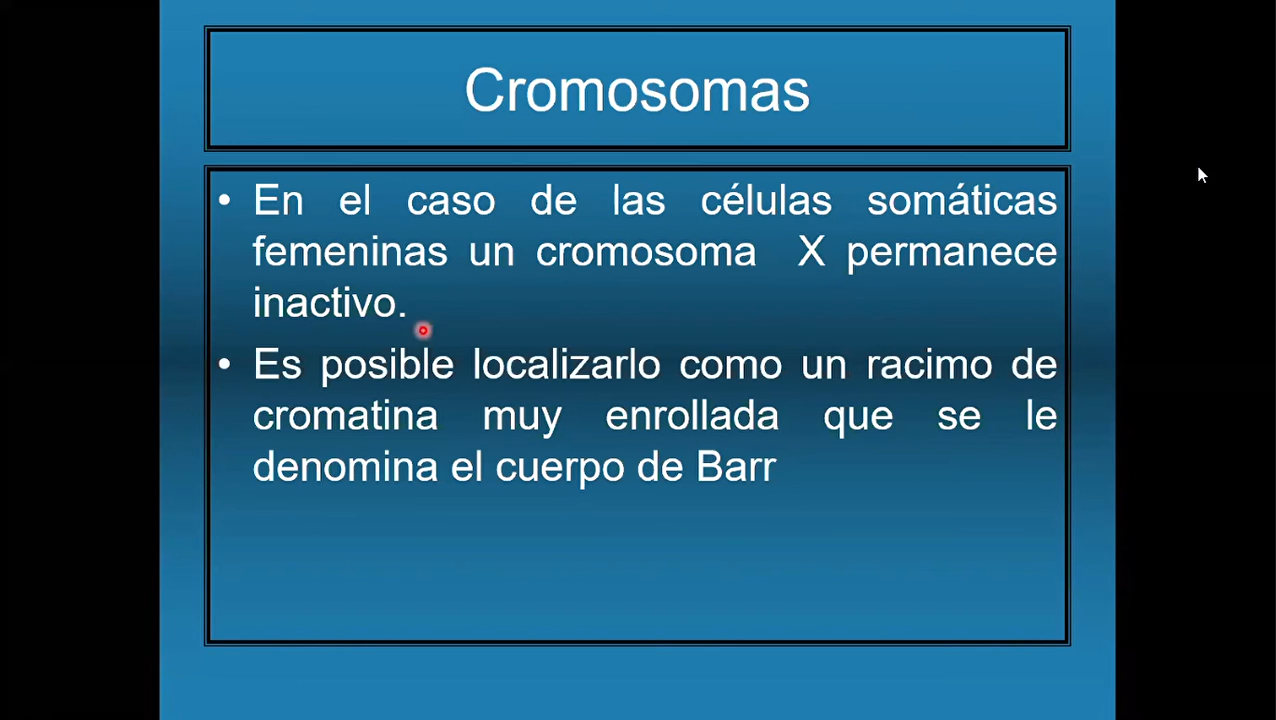 Cromosomas
• En el caso de las células somáticas
femeninas un cromosoma X permanece
inactivo.
• Es posible localizarlo como un racimo de
cromatina muy enrollada que se le
denomina el cuerpo de Barr